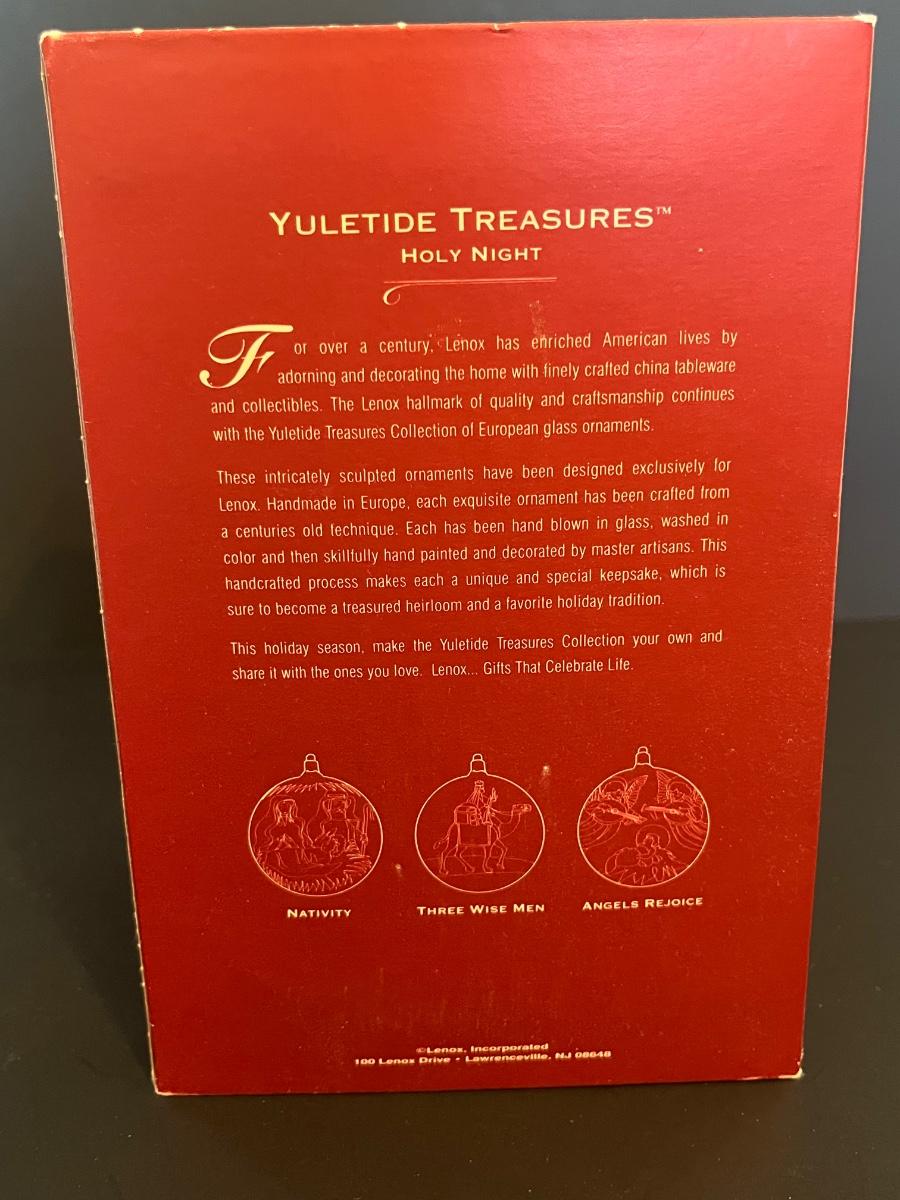 YULETIDE TREASURES™
HOLY NIGHT
For over a century, Lenox has enriched American lives by
adorning and decorating the home with finely crafted china tableware
and collectibles. The Lenox hallmark of quality and craftsmanship continues
with the Yuletide Treasures Collection of European glass ornaments.
These intricately sculpted ornaments have been designed exclusively for
Lenox. Handmade in Europe, each exquisite ornament has been crafted from
a centuries old technique. Each has been hand blown in glass, washed in
color and then skillfully hand painted and decorated by master artisans. This
handcrafted process makes each a unique and special keepsake, which is
sure to become a treasured heirloom and a favorite holiday tradition.
This holiday season, make the Yuletide Treasures Collection your own and
share it with the ones you love. Lenox... Gifts That Celebrate Life.
NATIVITY
THREE WISE MEN
ANGELS REJOICE
©Lenox, Incorporated
100 Lenox Drive - Lawrenceville, NJ 08648